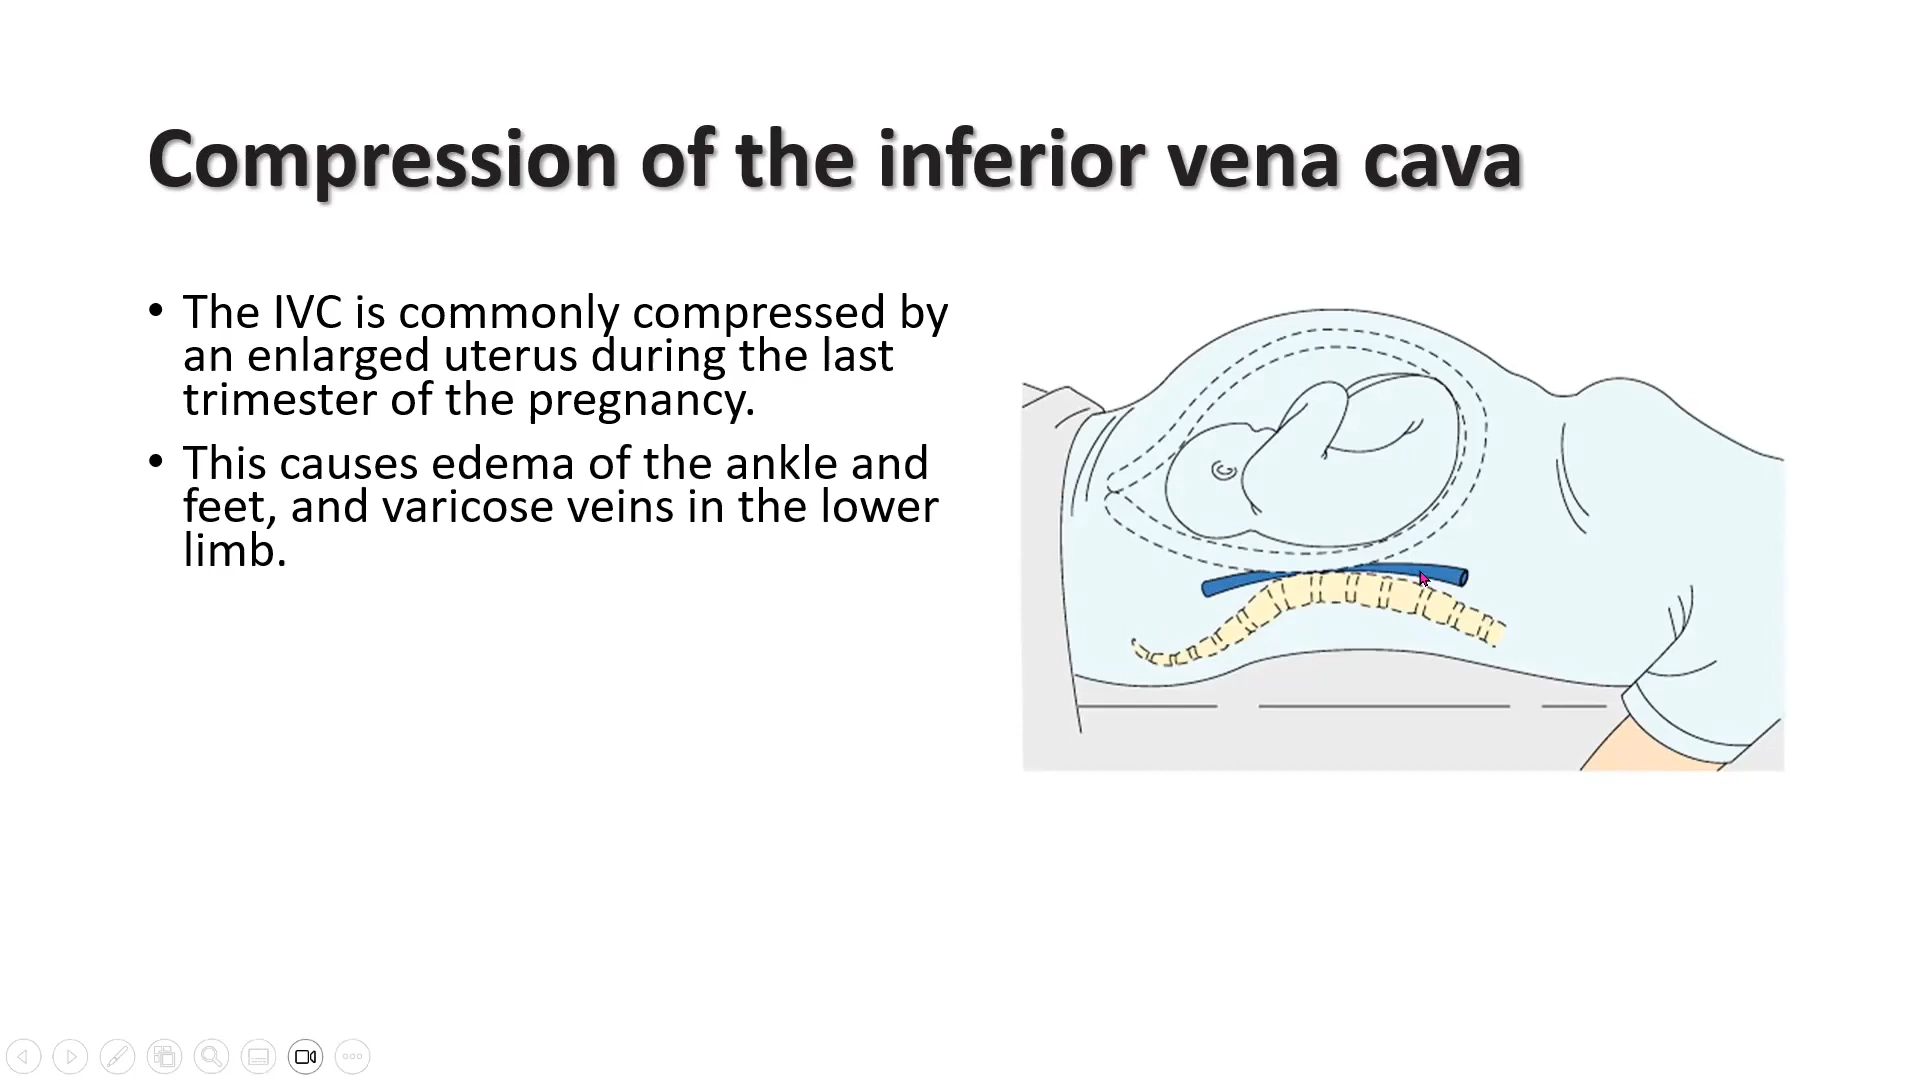 Compression of the inferior vena cava
• The IVC is commonly compressed by
an enlarged uterus during the last
trimester of the pregnancy.
• This causes edema of the ankle and
feet, and varicose veins in the lower
limb.